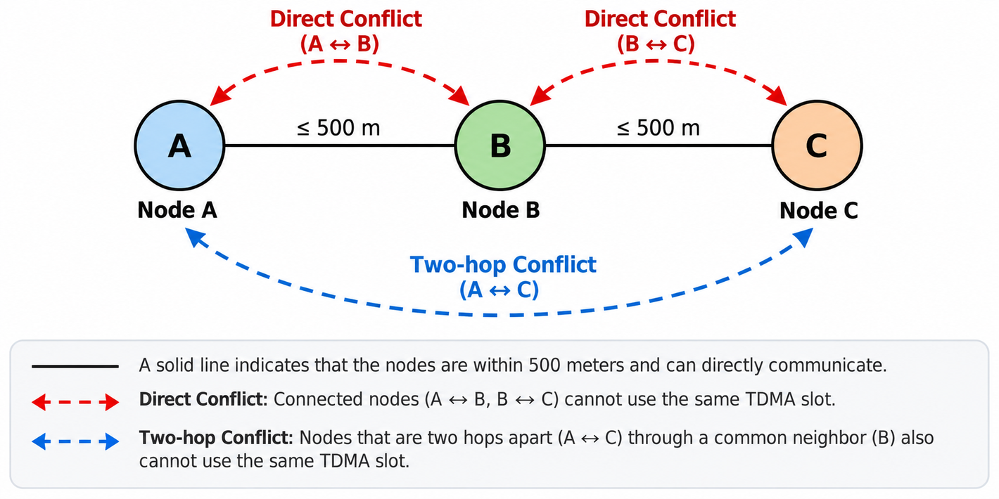 Direct Conflict
(A ↔ B)
Direct Conflict
(B ↔ C)
A
≤ 500 m
B
≤ 500 m
C
Node A
Node B
Node C
Two-hop Conflict
(A ↔ C)
A solid line indicates that the nodes are within 500 meters and can directly communicate.
Direct Conflict: Connected nodes (A ↔ B, B ↔ C) cannot use the same TDMA slot.
Two-hop Conflict: Nodes that are two hops apart (A ↔ C) through a common neighbor (B) also
cannot use the same TDMA slot.